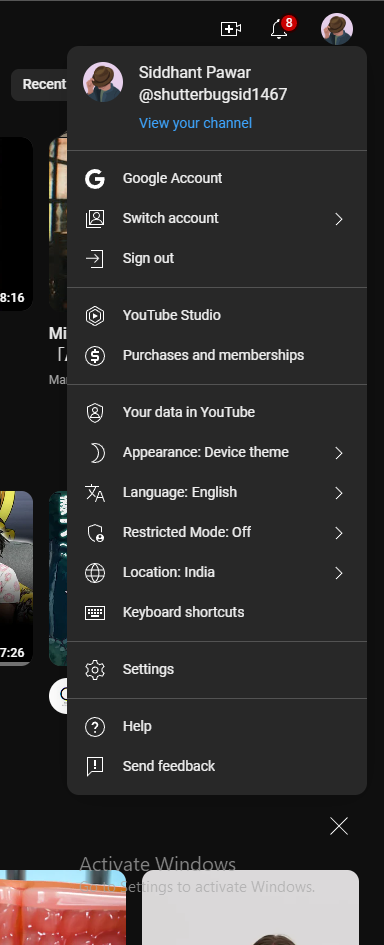 8
Siddhant Pawar
@shutterbugsid1467
View your channel
Recent
Google Account
Switch account
Sign out
8:16
YouTube Studio
Mi
Purchases and memberships
Ma
Your data in YouTube
Appearance: Device theme
Language: English
Restricted Mode: Off
Location: India
Keyboard shortcuts
7:26
Settings
Help
Send feedback
Activate Windows
Go to Settings to activate Windows.